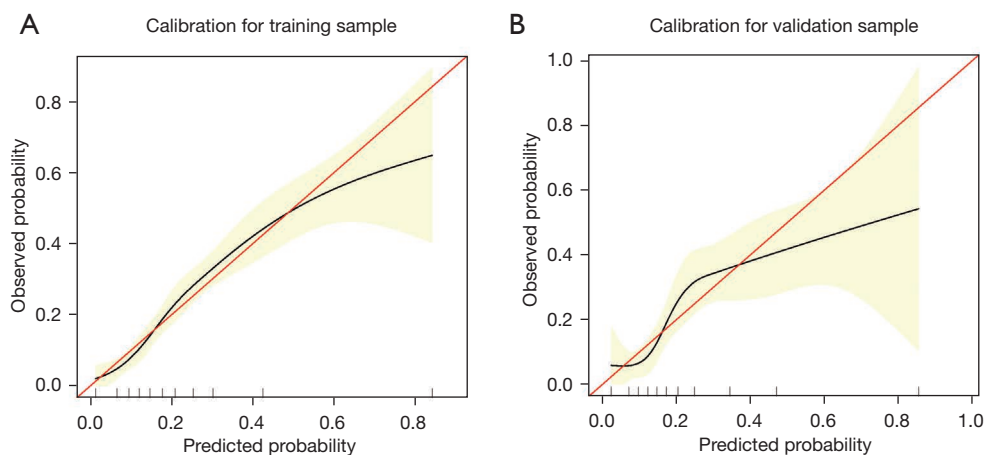 A
Calibration for training sample
0.8
0.6
0.4
0.2
0.0
Observed probability
0.0 0.2 0.4 0.6 0.8
Predicted probability
B
Calibration for validation sample
1.0
0.8
0.6
0.4
0.2
0.0
Observed probability
0.0 0.2 0.4 0.6 0.8 1.0
Predicted probability